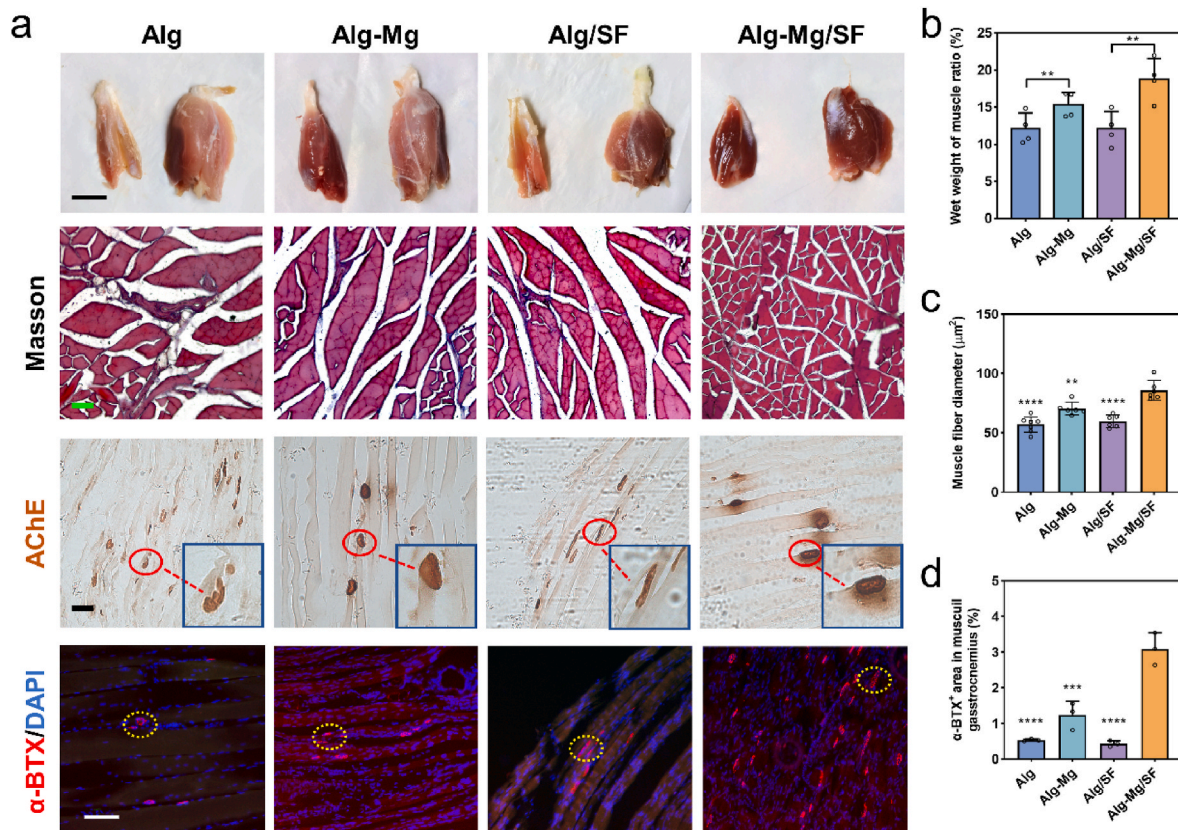 a
Alg
Alg-Mg
Alg/SF
Alg-Mg/SF
Masson
AChE
α-BTX/DAPI
b
Wet weight of muscle ratio (%)
25
20
15
10
5
0
**
**
Alg
Alg-Mg
Alg/SF
Alg-Mg/SF
c
Muscle fiber diameter (μm²)
150
100
50
0
****
**
****
Alg
Alg-Mg
Alg/SF
Alg-Mg/SF
d
α-BTX⁺ area in muscuil
gasstrocnemius (%)
5
4
3
2
1
0
****
***
****
Alg
Alg-Mg
Alg/SF
Alg-Mg/SF